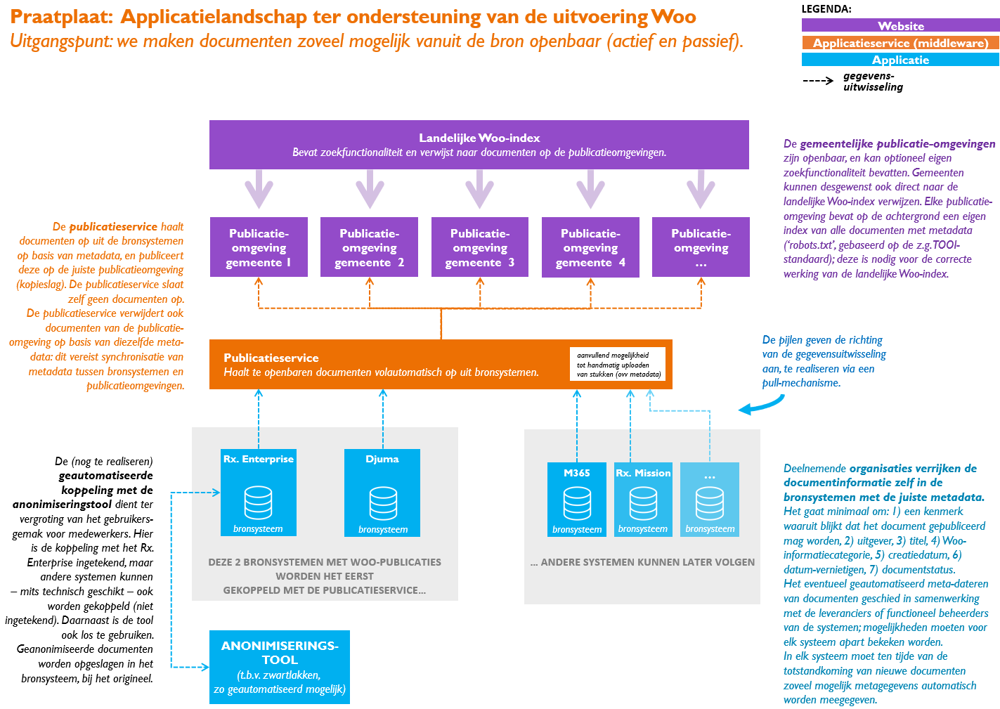 Praatplaat: Applicatielandschap ter ondersteuning van de uitvoering Woo
Uitgangspunt: we maken documenten zoveel mogelijk vanuit de bron openbaar (actief en passief).
LEGENDA:
Website
Applicatieservice (middleware)
Applicatie
gegevens-
uitwisseling
Landelijke Woo-index
Bevat zoekfunctionaliteit en verwijst naar documenten op de publicatieomgevingen.
De gemeentelijke publicatie-omgevingen
zijn openbaar, en kan optioneel eigen
zoekfunctionaliteit bevatten. Gemeenten
kunnen desgewenst ook direct naar de
landelijke Woo-index verwijzen. Elke publicatie-
omgeving bevat op de achtergrond een eigen
index van alle documenten met metadata
('robots.txt', gebaseerd op de z.g. TOOI-
standaard); deze is nodig voor de correcte
werking van de landelijke Woo-index.
De publicatieservice haalt
documenten op uit de bronsystemen
op basis van metadata, en publiceert
deze op de juiste publicatieomgeving
(kopieslag). De publicatieservice slaat
zelf geen documenten op.
De publicatieservice verwijdert ook
documenten van de publicatie-
omgeving op basis van diezelfde meta-
data: dit vereist synchronisatie van
metadata tussen bronsystemen en
publicatieomgevingen.
Publicatie-
omgeving
gemeente 1
Publicatie-
omgeving
gemeente 2
Publicatie-
omgeving
gemeente 3
Publicatie-
omgeving
gemeente 4
Publicatie-
omgeving
...
Publicatieservice
Haalt te openbaren documenten volautomatisch op uit bronsystemen.
aanvullend mogelijkheid
tot handmatig uploaden
van stukken (ovv metadata)
De pijlen geven de richting
van de gegevensuitwisseling
aan, te realiseren via een
pull-mechanisme.
De (nog te realiseren)
geautomatiseerde
koppeling met de
anonimiseringstool dient ter
vergroting van het gebruikers-
gemak voor medewerkers. Hier
is de koppeling met het Rx.
Enterprise ingetekend, maar
andere systemen kunnen
– mits technisch geschikt – ook
worden gekoppeld (niet
ingetekend). Daarnaast is de tool
ook los te gebruiken.
Geanonimiseerde documenten
worden opgeslagen in het
bronsysteem, bij het origineel.
Rx. Enterprise
bronsysteem
Djuma
bronsysteem
DEZE 2 BRONSYSTEMEN MET WOO-PUBLICATIES
WORDEN HET EERST
GEKOPPELD MET DE PUBLICATIESERVICE...
M365
bronsysteem
Rx. Mission
bronsysteem
...
bronsysteem
... ANDERE SYSTEMEN KUNNEN LATER VOLGEN
Deelnemende organisaties verrijken de
documentinformatie zelf in de
bronsystemen met de juiste metadata.
Het gaat minimaal om: 1) een kenmerk
waaruit blijkt dat het document gepubliceerd
mag worden, 2) uitgever, 3) titel, 4) Woo-
informatiecategorie, 5) creatiedatum, 6)
datum-vernietigen, 7) documentstatus.
Het eventueel geautomatiseerd meta-dateren
van documenten geschied in samenwerking
met de leveranciers of functioneel beheerders
van de systemen; mogelijkheden moeten voor
elk systeem apart bekeken worden.
In elk systeem moet ten tijde van de
totstandkoming van nieuwe documenten
zoveel mogelijk metagegevens automatisch
worden meegegeven.
ANONIMISERINGS-
TOOL
(t.b.v. zwartlakken,
zo geautomatiseerd mogelijk)